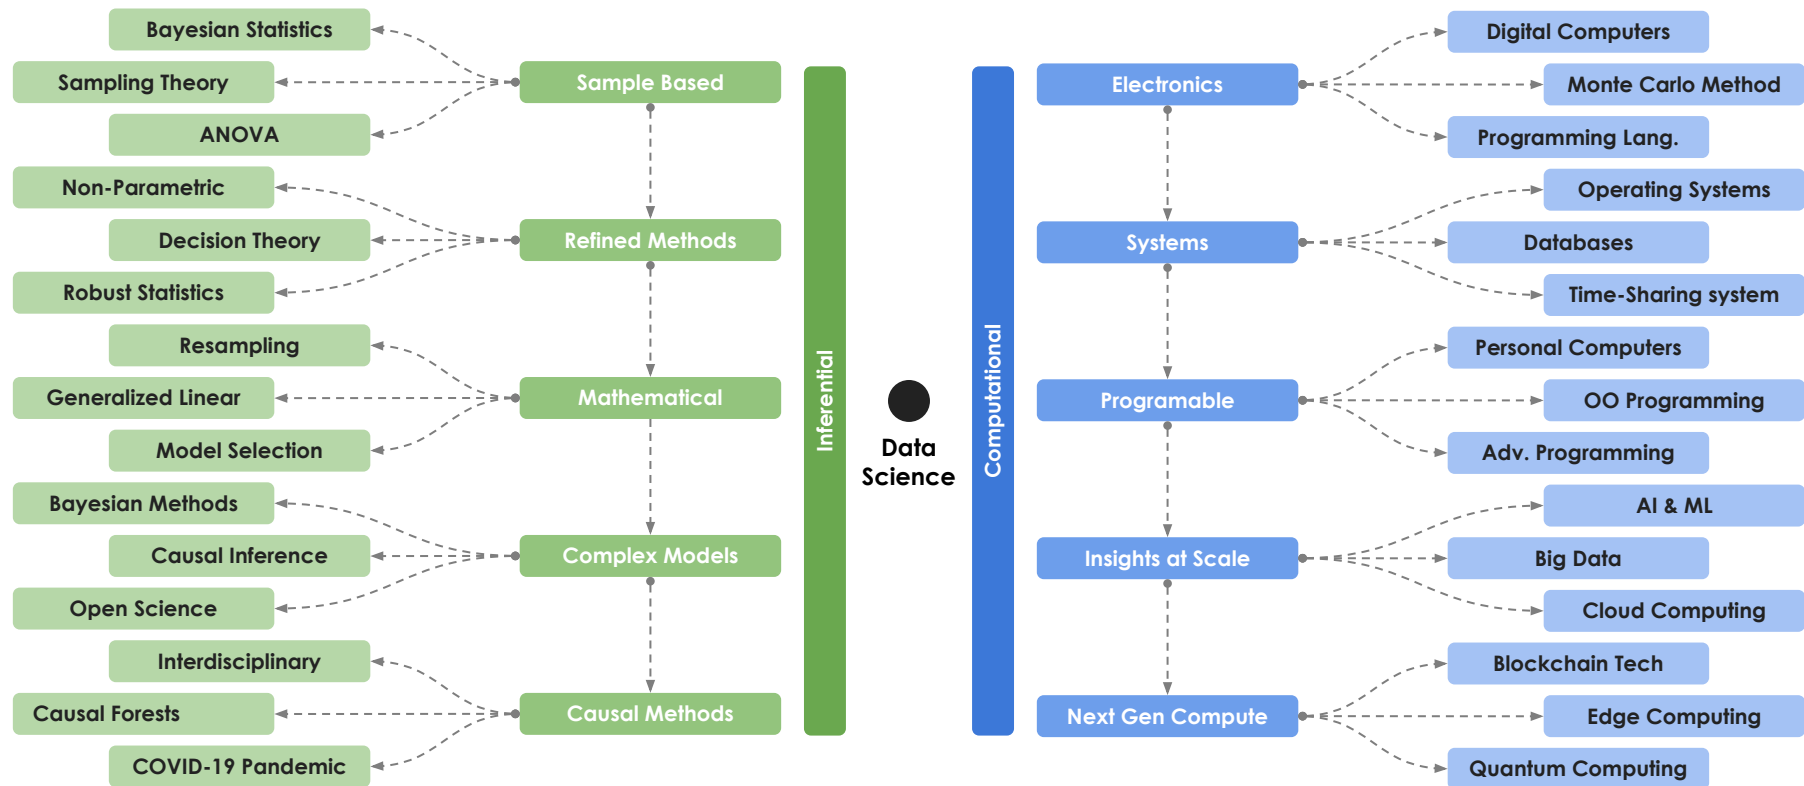 Bayesian Statistics
Sampling Theory
ANOVA
Sample Based
Non-Parametric
Decision Theory
Robust Statistics
Refined Methods
Resampling
Generalized Linear
Model Selection
Mathematical
Bayesian Methods
Causal Inference
Open Science
Complex Models
Interdisciplinary
Causal Forests
COVID-19 Pandemic
Causal Methods
Inferential
Data
Science
Computational
Electronics
Digital Computers
Monte Carlo Method
Programming Lang.
Systems
Operating Systems
Databases
Time-Sharing system
Programable
Personal Computers
OO Programming
Adv. Programming
Insights at Scale
AI & ML
Big Data
Cloud Computing
Next Gen Compute
Blockchain Tech
Edge Computing
Quantum Computing